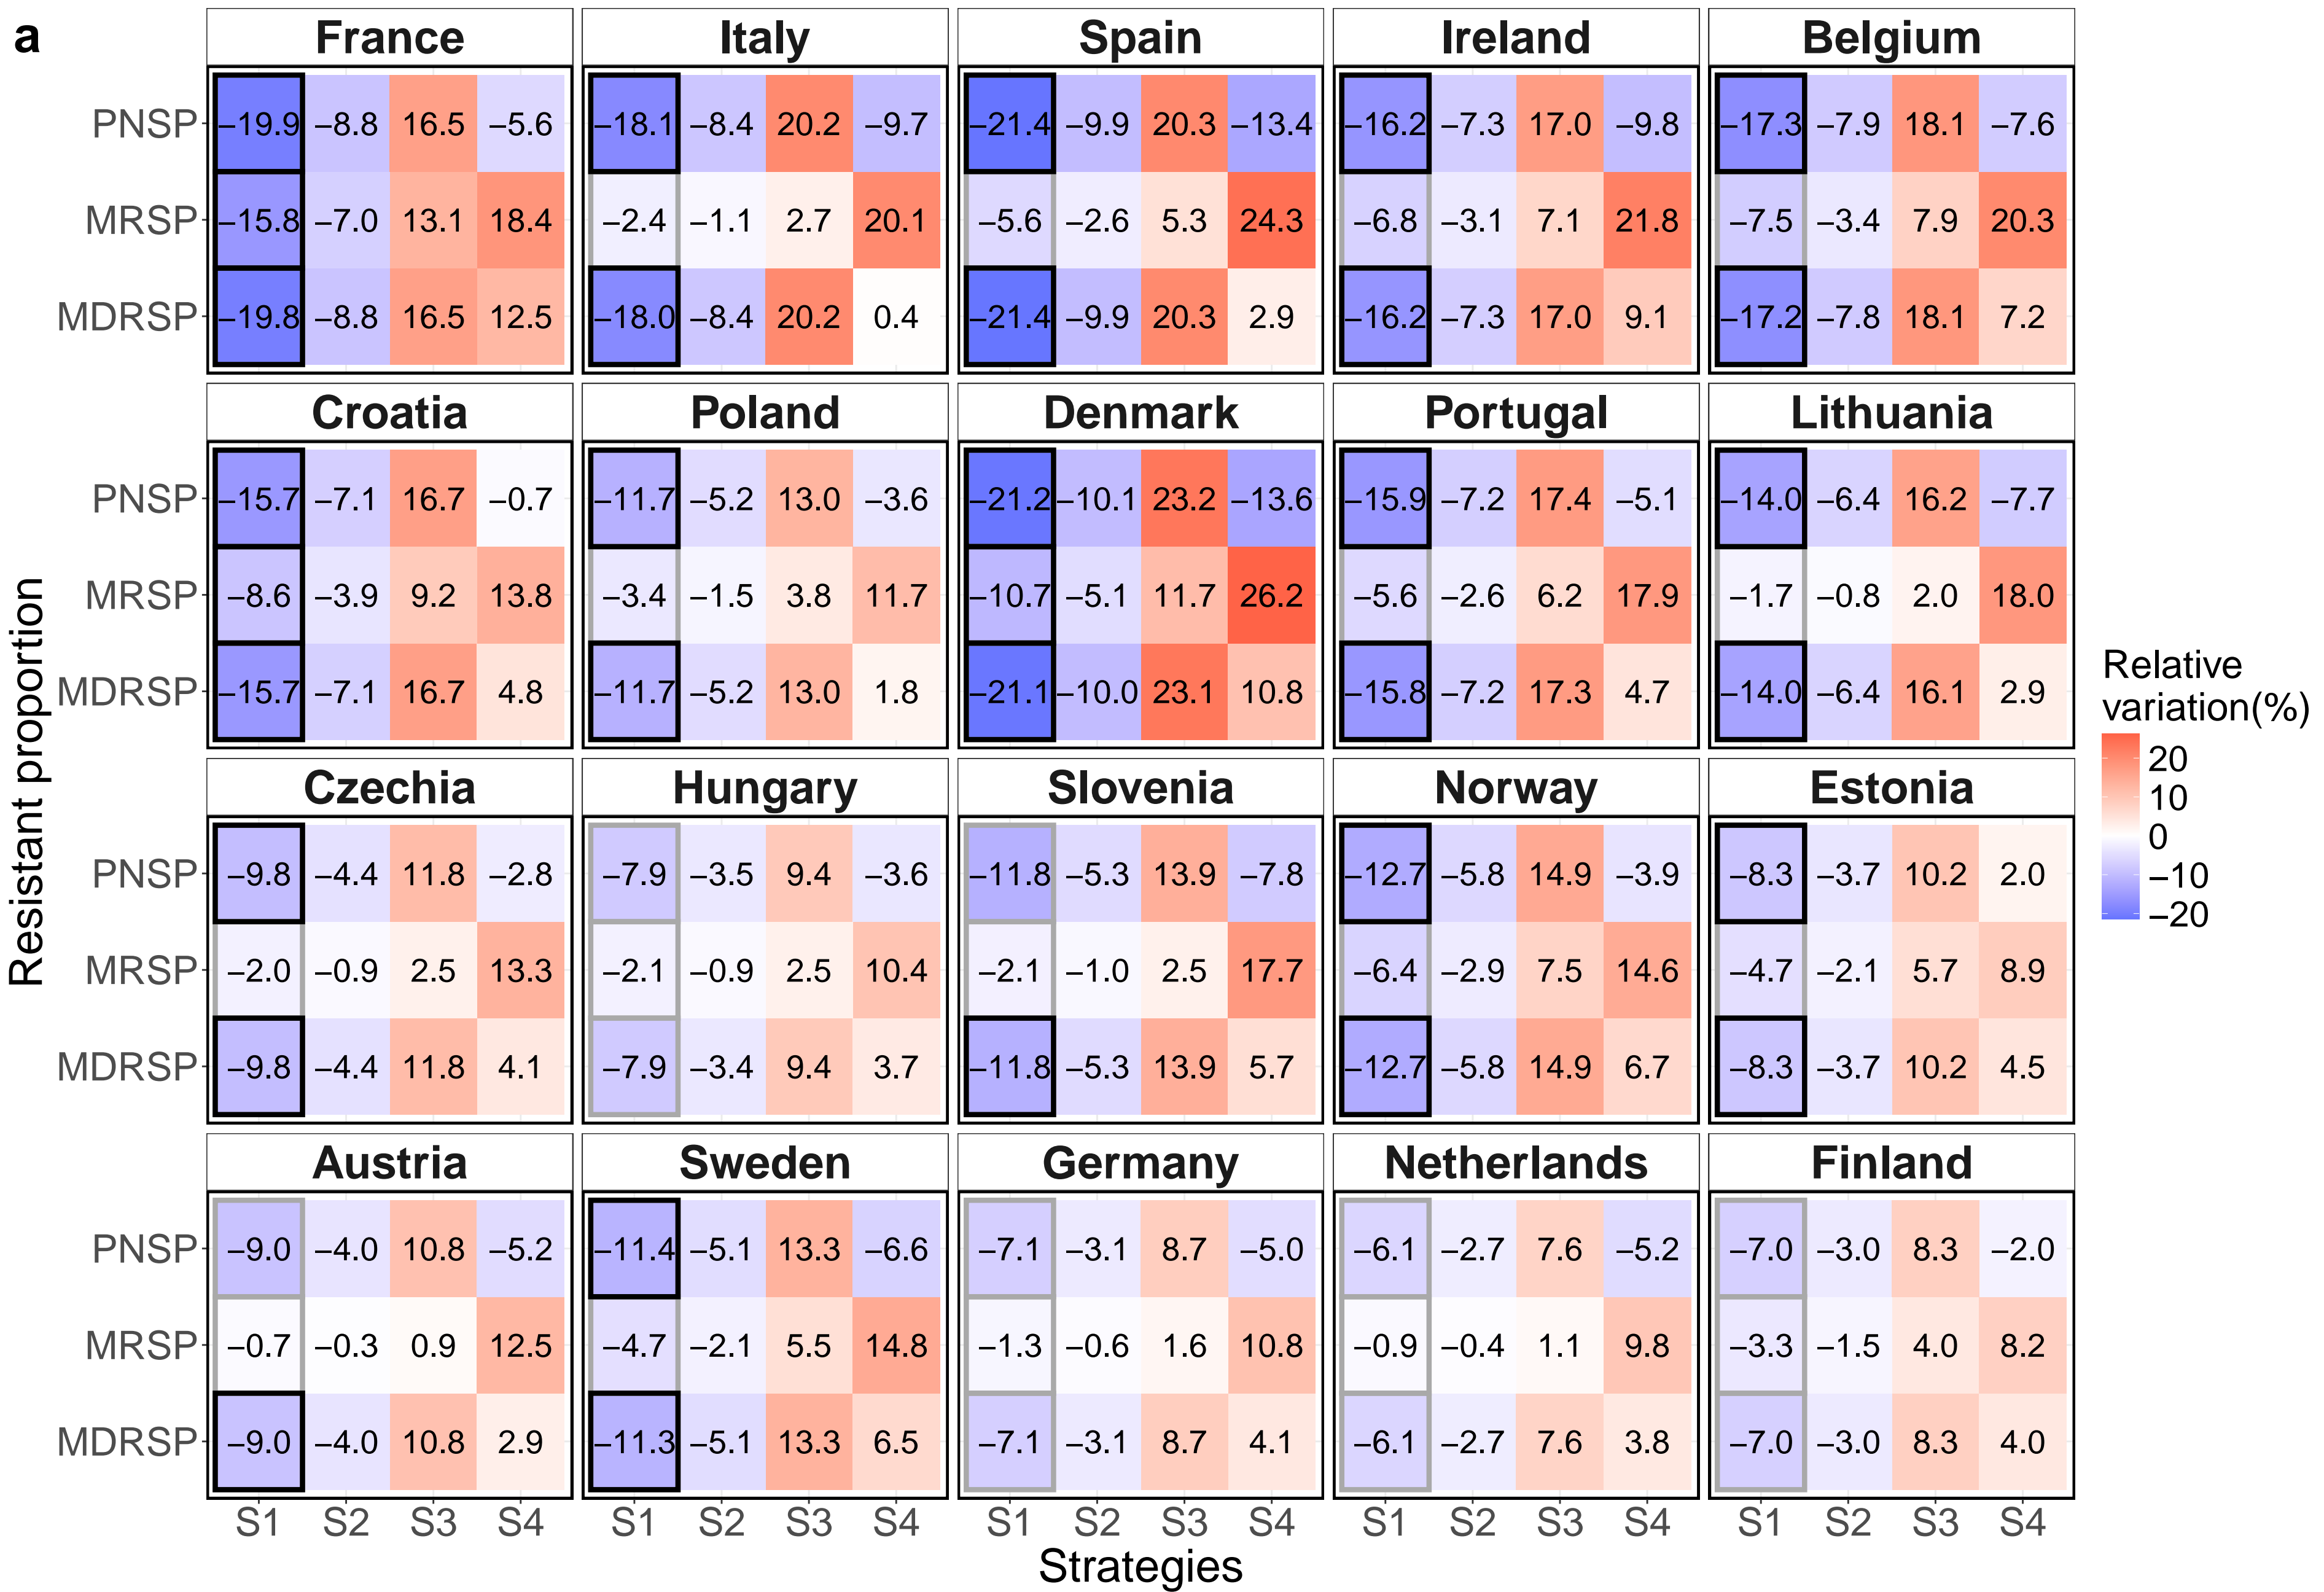 a
France Italy Spain Ireland Belgium
PNSP −19.9 −8.8 16.5 −5.6 −18.1 −8.4 20.2 −9.7 −21.4 −9.9 20.3 −13.4 −16.2 −7.3 17.0 −9.8 −17.3 −7.9 18.1 −7.6
MRSP −15.8 −7.0 13.1 18.4 −2.4 −1.1 2.7 20.1 −5.6 −2.6 5.3 24.3 −6.8 −3.1 7.1 21.8 −7.5 −3.4 7.9 20.3
MDRSP −19.8 −8.8 16.5 12.5 −18.0 −8.4 20.2 0.4 −21.4 −9.9 20.3 2.9 −16.2 −7.3 17.0 9.1 −17.2 −7.8 18.1 7.2
Croatia Poland Denmark Portugal Lithuania
PNSP −15.7 −7.1 16.7 −0.7 −11.7 −5.2 13.0 −3.6 −21.2 −10.1 23.2 −13.6 −15.9 −7.2 17.4 −5.1 −14.0 −6.4 16.2 −7.7
MRSP −8.6 −3.9 9.2 13.8 −3.4 −1.5 3.8 11.7 −10.7 −5.1 11.7 26.2 −5.6 −2.6 6.2 17.9 −1.7 −0.8 2.0 18.0
MDRSP −15.7 −7.1 16.7 4.8 −11.7 −5.2 13.0 1.8 −21.1 −10.0 23.1 10.8 −15.8 −7.2 17.3 4.7 −14.0 −6.4 16.1 2.9
Czechia Hungary Slovenia Norway Estonia
PNSP −9.8 −4.4 11.8 −2.8 −7.9 −3.5 9.4 −3.6 −11.8 −5.3 13.9 −7.8 −12.7 −5.8 14.9 −3.9 −8.3 −3.7 10.2 2.0
MRSP −2.0 −0.9 2.5 13.3 −2.1 −0.9 2.5 10.4 −2.1 −1.0 2.5 17.7 −6.4 −2.9 7.5 14.6 −4.7 −2.1 5.7 8.9
MDRSP −9.8 −4.4 11.8 4.1 −7.9 −3.4 9.4 3.7 −11.8 −5.3 13.9 5.7 −12.7 −5.8 14.9 6.7 −8.3 −3.7 10.2 4.5
Austria Sweden Germany Netherlands Finland
PNSP −9.0 −4.0 10.8 −5.2 −11.4 −5.1 13.3 −6.6 −7.1 −3.1 8.7 −5.0 −6.1 −2.7 7.6 −5.2 −7.0 −3.0 8.3 −2.0
MRSP −0.7 −0.3 0.9 12.5 −4.7 −2.1 5.5 14.8 −1.3 −0.6 1.6 10.8 −0.9 −0.4 1.1 9.8 −3.3 −1.5 4.0 8.2
MDRSP −9.0 −4.0 10.8 2.9 −11.3 −5.1 13.3 6.5 −7.1 −3.1 8.7 4.1 −6.1 −2.7 7.6 3.8 −7.0 −3.0 8.3 4.0
S1 S2 S3 S4 S1 S2 S3 S4 S1 S2 S3 S4 S1 S2 S3 S4 S1 S2 S3 S4
Strategies
Resistant proportion
Relative
variation(%)
20
10
0
−10
−20